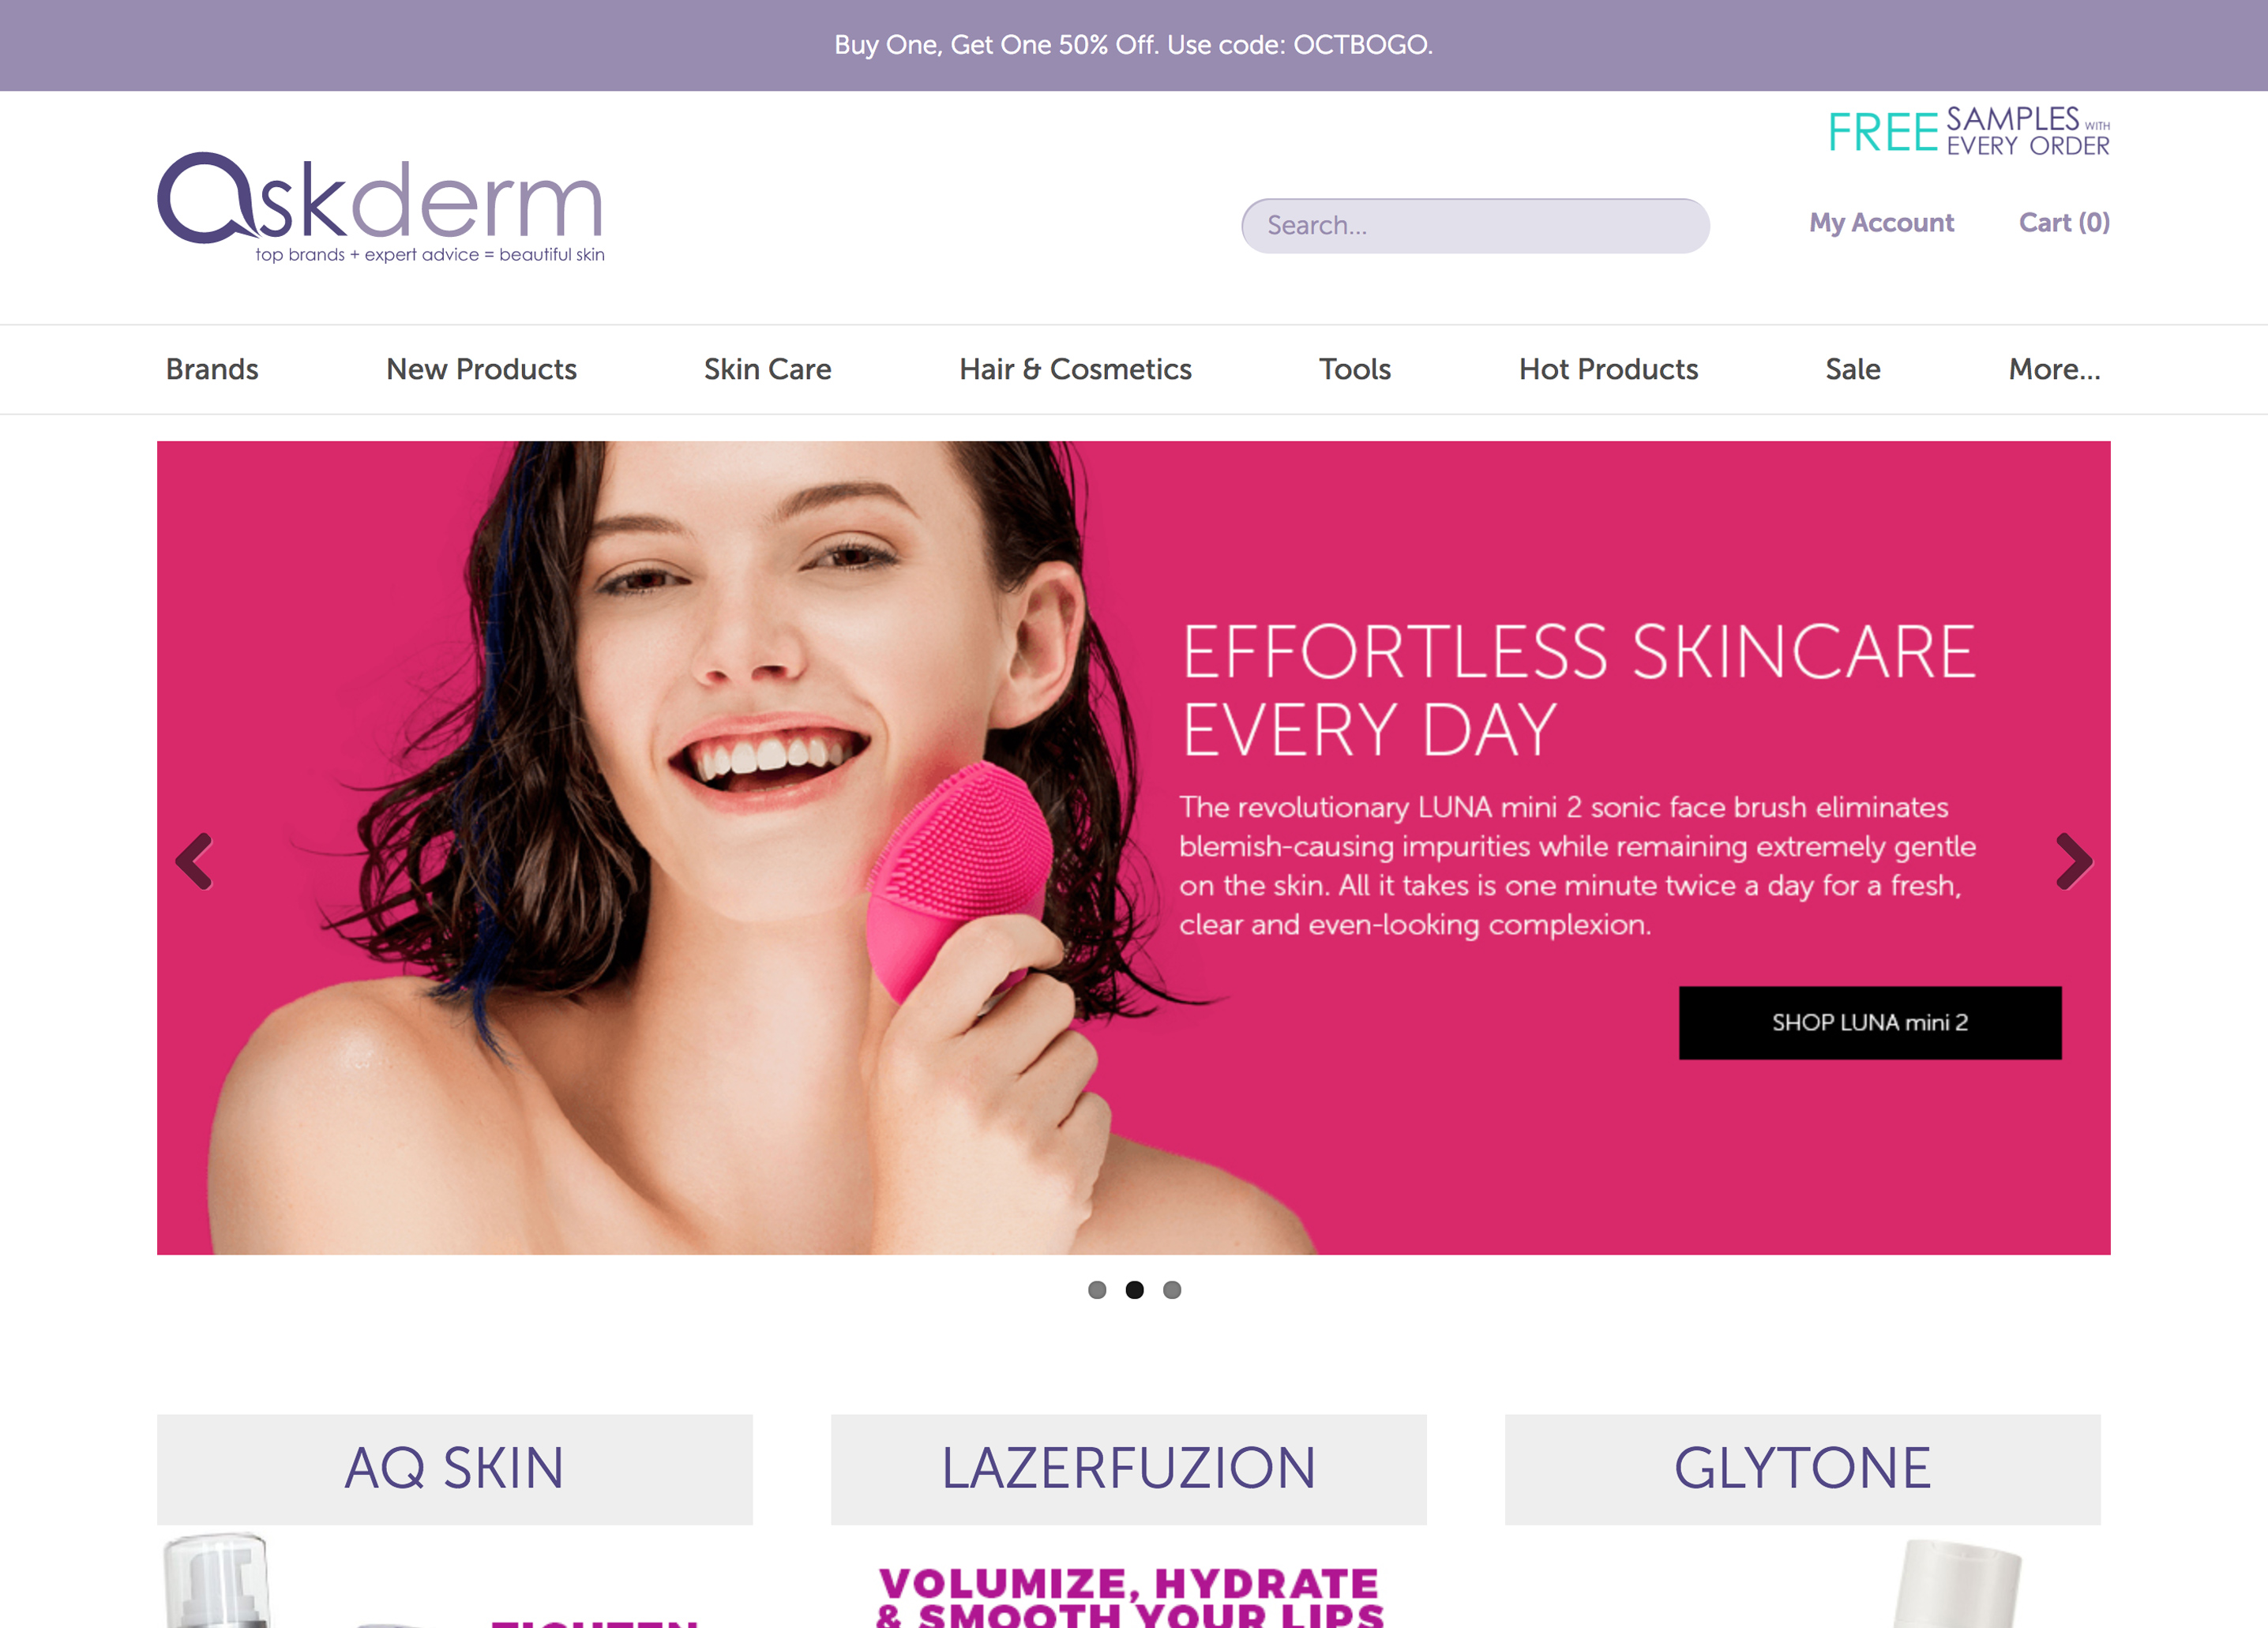 Buy One, Get One 50% Off. Use code: OCTBOGO.
FREE SAMPLES WITH
EVERY ORDER
askderm
top brands + expert advice = beautiful skin
Search...
My Account
Cart (0)
Brands
New Products
Skin Care
Hair & Cosmetics
Tools
Hot Products
Sale
More...
EFFORTLESS SKINCARE
EVERY DAY
The revolutionary LUNA mini 2 sonic face brush eliminates
blemish-causing impurities while remaining extremely gentle
on the skin. All it takes is one minute twice a day for a fresh,
clear and even-looking complexion.
SHOP LUNA mini 2
AQ SKIN
LAZERFUZION
GLYTONE
TIGHTEN
VOLUMIZE, HYDRATE
& SMOOTH YOUR LIPS